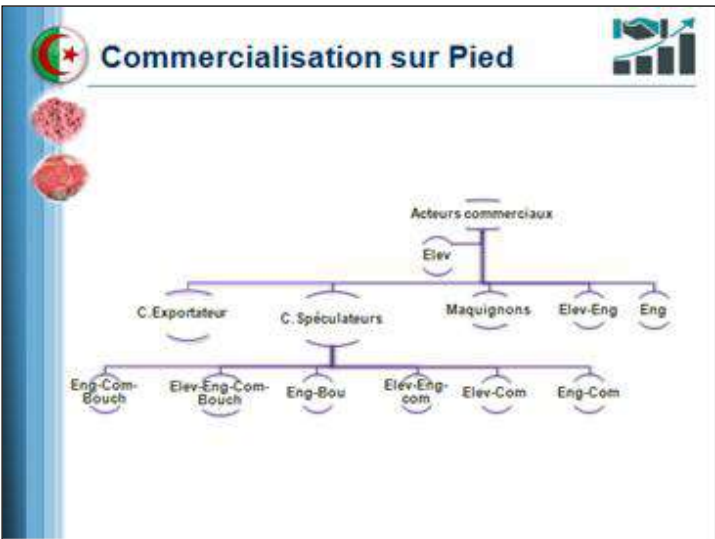 Commercialisation sur Pied
Acteurs commerciaux
Elev
C.Exportateur
C.Spéculateurs
Maquignons
Elev-Eng
Eng
Eng-Com-
Bouch
Elev-Eng-Com-
Bouch
Eng-Bou
Elev-Eng-
com
Elev-Com
Eng-Com